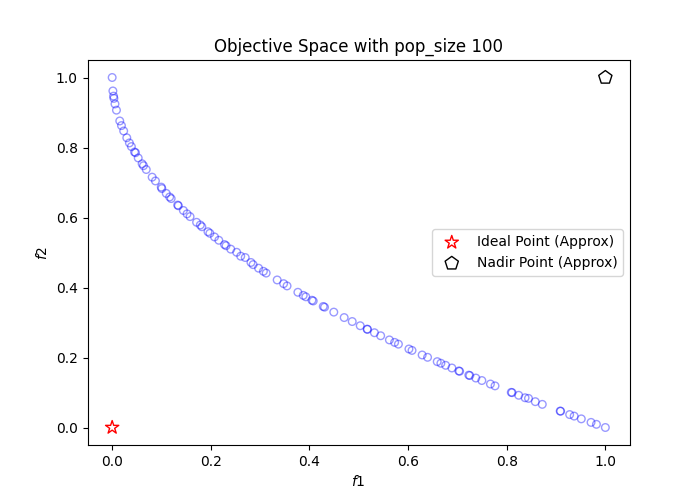 Objective Space with pop_size 100
1.0
0.8
0.6
0.4
0.2
0.0
f2
Ideal Point (Approx)
Nadir Point (Approx)
0.0 0.2 0.4 0.6 0.8 1.0
f1